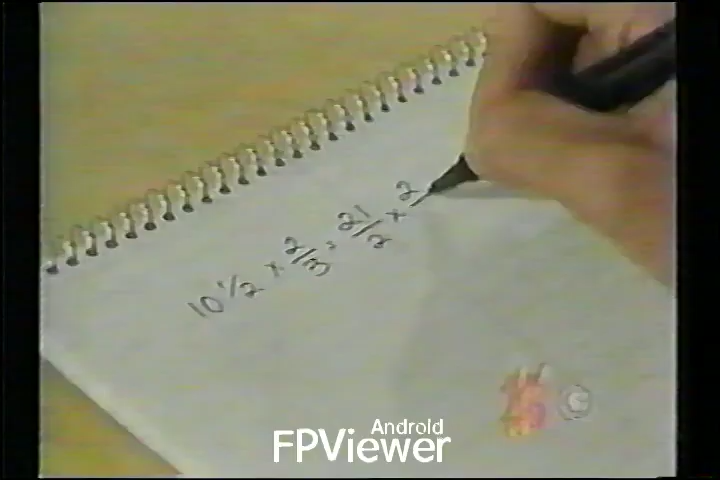 10 1/2 x 2/3 = 21/2 x 2/
Android
FPViewer